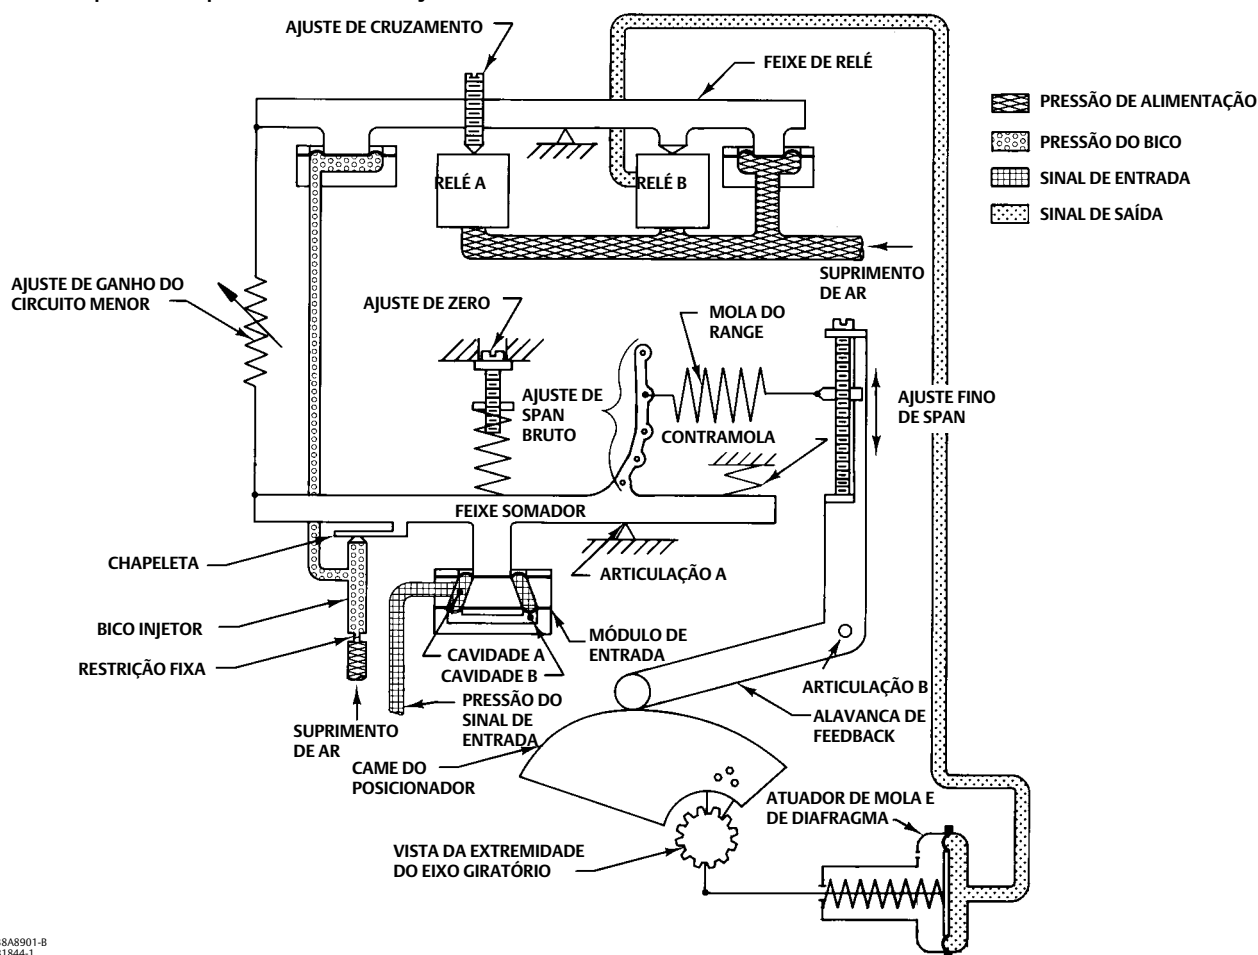 AJUSTE DE CRUZAMENTO
FEIXE DE RELÉ
PRESSÃO DE ALIMENTAÇÃO
PRESSÃO DO BICO
SINAL DE ENTRADA
SINAL DE SAÍDA
RELÉ A
RELÉ B
SUPRIMENTO
DE AR
AJUSTE DE GANHO DO
CIRCUITO MENOR
AJUSTE DE ZERO
MOLA DO
RANGE
AJUSTE DE
SPAN
BRUTO
AJUSTE FINO
DE SPAN
CONTRAMOLA
FEIXE SOMADOR
CHAPELETA
ARTICULAÇÃO A
BICO INJETOR
MÓDULO DE
ENTRADA
RESTRIÇÃO FIXA
CAVIDADE A
CAVIDADE B
ARTICULAÇÃO B
PRESSÃO DO
SINAL DE
ENTRADA
SUPRIMENTO
DE AR
ALAVANCA DE
FEEDBACK
CAME DO
POSICIONADOR
ATUADOR DE MOLA E
DE DIAFRAGMA
VISTA DA EXTREMIDADE
DO EIXO GIRATÓRIO